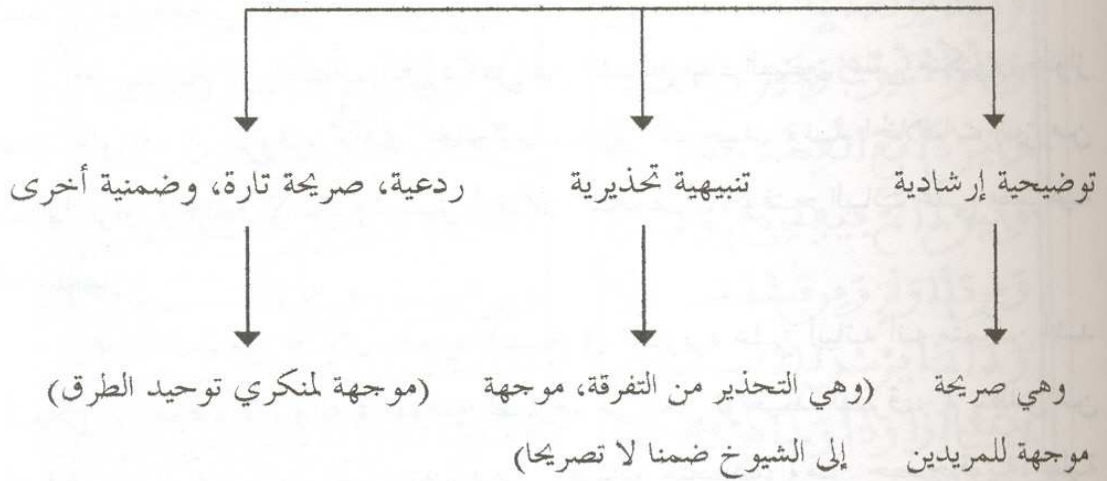 توضيحية إرشادية تنبيهية تحذيرية ردعية، صريحة تارة، وضمنية أخرى
وهي صريحة (وهي التحذير من التفرقة، موجهة (موجهة لمنكري توحيد الطرق)
موجهة للمريدين إلى الشيوخ ضمنا لا تصريحا)